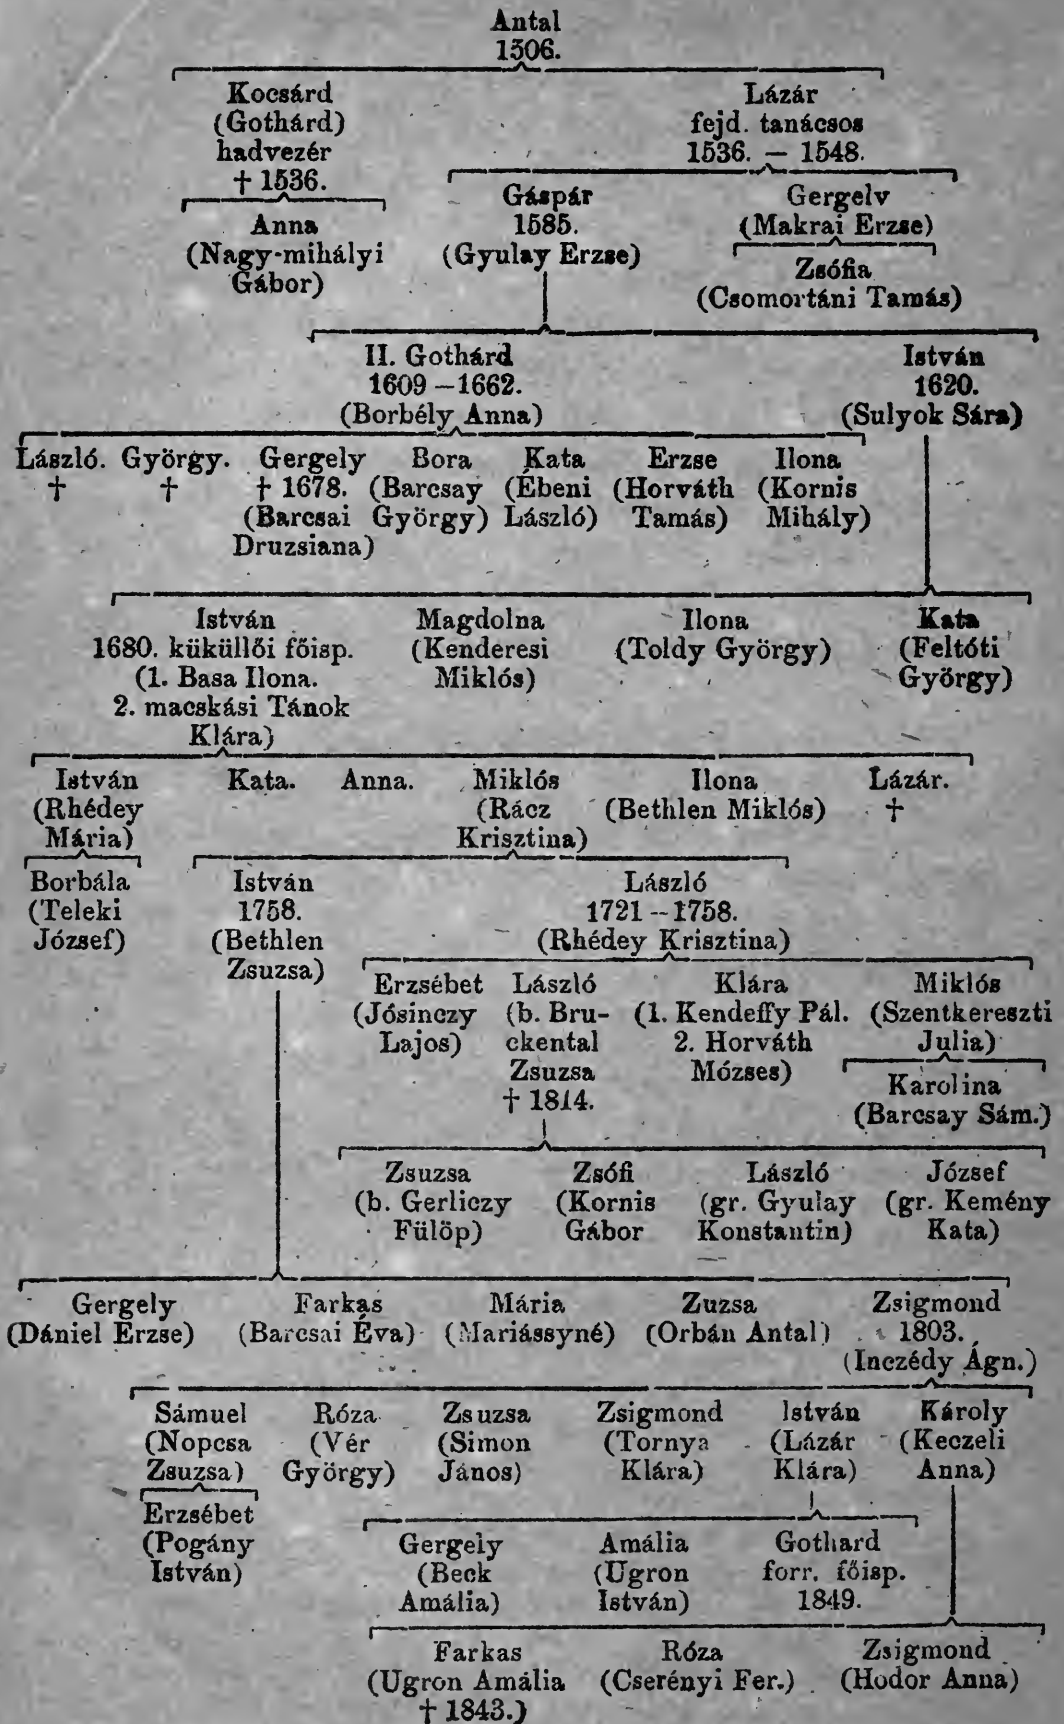 Antal
1506.
Kocsárd
(Gothárd)
hadvezér
† 1536.
Lázár
fejd. tanácsos
1536. — 1548.
Anna
(Nagy-mihályi
Gábor)
Gáspár
1585.
(Gyulay Erzse)
Gergelv
(Makrai Erzse)
Zsófia
(Csomortáni Tamás)
II. Gothárd
1609 – 1662.
(Borbély Anna)
István
1620.
(Sulyok Sára)
László.
†
György.
†
Gergely
† 1678.
(Barcsai
Druzsiana)
Bora
(Barcsay
György)
Kata
(Ébeni
László)
Erzse
(Horváth
Tamás)
Ilona
(Kornis
Mihály)
István
1680. küküllői főisp.
(1. Basa Ilona.
2. macskási Tánok
Klára)
Magdolna
(Kenderesi
Miklós)
Ilona
(Toldy György)
Kata
(Feltóti
György)
István
(Rhédey
Mária)
Kata.
Anna.
Miklós
(Rácz
Krisztina)
Ilona
(Bethlen Miklós)
Lázár.
†
Borbála
(Teleki
József)
István
1758.
(Bethlen
Zsuzsa)
László
1721 – 1758.
(Rhédey Krisztina)
Erzsébet
(Jósinczy
Lajos)
László
(b. Bru-
ckental
Zsuzsa
† 1814.
Klára
(1. Kendeffy Pál.
2. Horváth
Mózses)
Miklós
(Szentkereszti
Julia)
Karolina
(Barcsay Sám.)
Zsuzsa
(b. Gerliczy
Fülöp)
Zsófi
(Kornis
Gábor
László
(gr. Gyulay
Konstantin)
József
(gr. Kemény
Kata)
Gergely
(Dániel Erzse)
Farkas
(Barcsai Éva)
Mária
(Mariássyné)
Zuzsa
(Orbán Antal)
Zsigmond
1803.
(Inczédy Ágn.)
Sámuel
(Nopcsa
Zsuzsa)
Róza
(Vér
György)
Zsuzsa
(Simon
János)
Zsigmond
(Tornya
Klára)
István
(Lázár
Klára)
Károly
(Keczeli
Anna)
Erzsébet
(Pogány
István)
Gergely
(Beck
Amália)
Amália
(Ugron
István)
Gothard
forr. főisp.
1849.
Farkas
(Ugron Amália
† 1843.)
Róza
(Cserényi Fer.)
Zsigmond
(Hodor Anna)